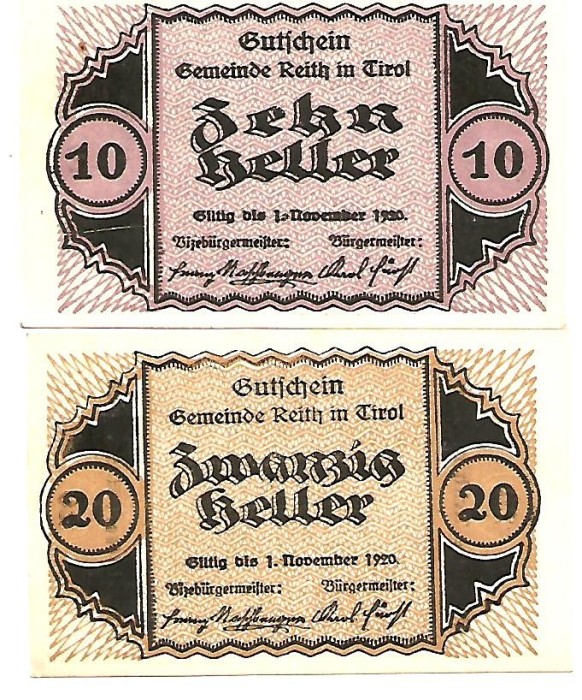 Gutschein
Gemeinde Reith in Tirol
10 Zehn 10
Heller
Giltig bis 1. November 1920.
Vizebürgermeister: Bürgermeister:
Gutschein
Gemeinde Reith in Tirol
20 Zwanzig 20
Heller
Giltig bis 1. November 1920.
Vizebürgermeister: Bürgermeister: